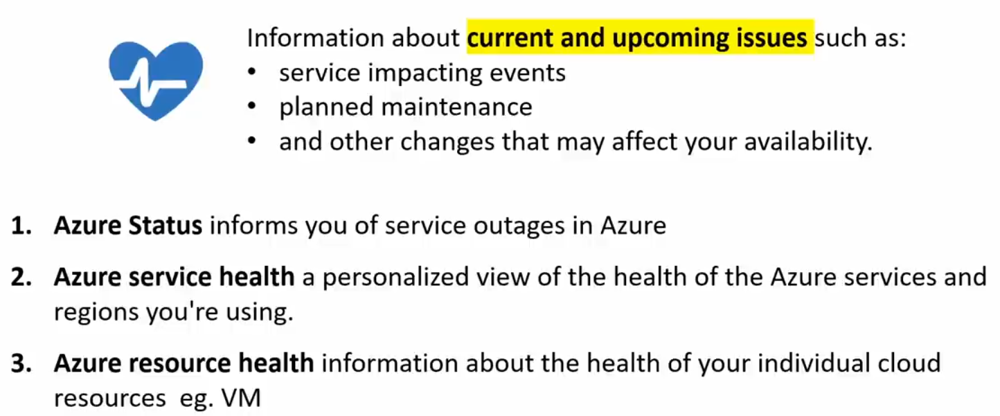 Information about current and upcoming issues such as:
• service impacting events
• planned maintenance
• and other changes that may affect your availability.
1. Azure Status informs you of service outages in Azure
2. Azure service health a personalized view of the health of the Azure services and
regions you're using.
3. Azure resource health information about the health of your individual cloud
resources eg. VM